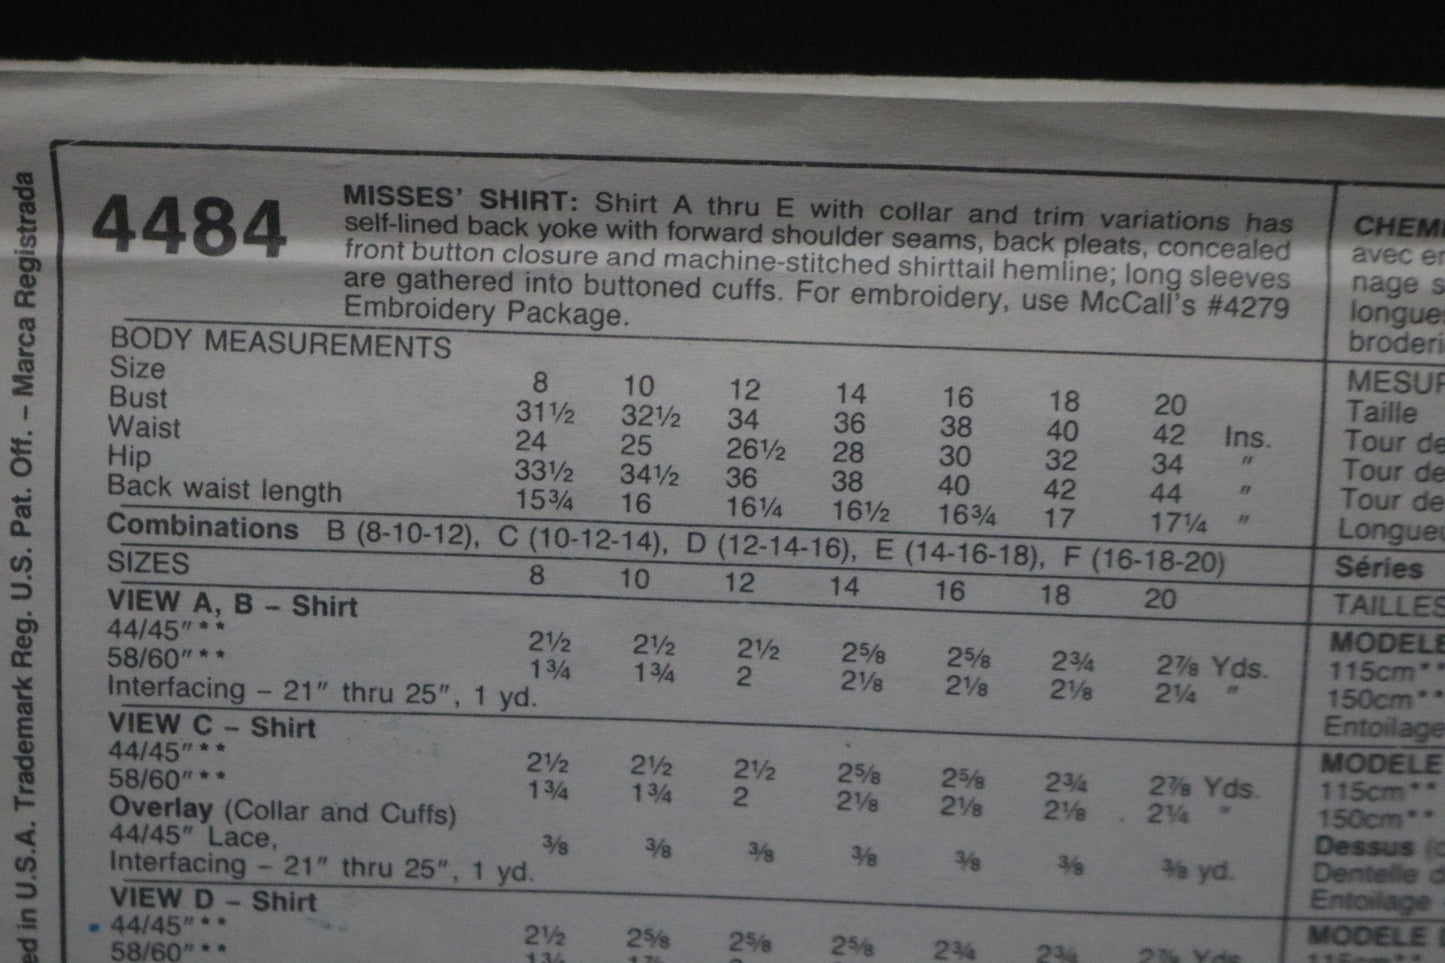 4484
MISSES' SHIRT: Shirt A thru E with collar and trim variations has
self-lined back yoke with forward shoulder seams, back pleats, concealed
front button closure and machine-stitched shirttail hemline; long sleeves
are gathered into buttoned cuffs. For embroidery, use McCall's #4279
Embroidery Package.
BODY MEASUREMENTS
Size 8 10 12 14 16 18 20
Bust 31½ 32½ 34 36 38 40 42 Ins.
Waist 24 25 26½ 28 30 32 34 "
Hip 33½ 34½ 36 38 40 42 44 "
Back waist length 15¾ 16 16¼ 16½ 16¾ 17 17¼ "
Combinations B (8-10-12), C (10-12-14), D (12-14-16), E (14-16-18), F (16-18-20)
SIZES 8 10 12 14 16 18 20
VIEW A, B – Shirt
44/45"** 2½ 2½ 2½ 2⅝ 2⅝ 2¾ 2⅞ Yds.
58/60"** 1¾ 1¾ 2 2⅛ 2⅛ 2⅛ 2¼ "
Interfacing – 21" thru 25", 1 yd.
VIEW C – Shirt
44/45"** 2½ 2½ 2½ 2⅝ 2⅝ 2¾ 2⅞ Yds.
58/60"** 1¾ 1¾ 2 2⅛ 2⅛ 2⅛ 2¼ "
Overlay (Collar and Cuffs)
44/45" Lace, ⅜ ⅜ ⅜ ⅜ ⅜ ⅜ ⅜ yd.
Interfacing – 21" thru 25", 1 yd.
VIEW D – Shirt
44/45"** 2½ 2⅝ 2⅝ 2⅝ 2¾ 2¾ 2⅞ Yds.
58/60"**
CHEMI
avec en
nage s
longue
broderi
MESUR
Taille
Tour de
Tour de
Tour de
Longueu
Séries
TAILLES
MODELE
115cm**
150cm**
Entoilage
MODELE
115cm**
150cm**
Dessus (c
Dentelle d
Entoilage
MODELE
115cm**
ed in U.S.A. Trademark Reg. U.S. Pat. Off. – Marca Registrada